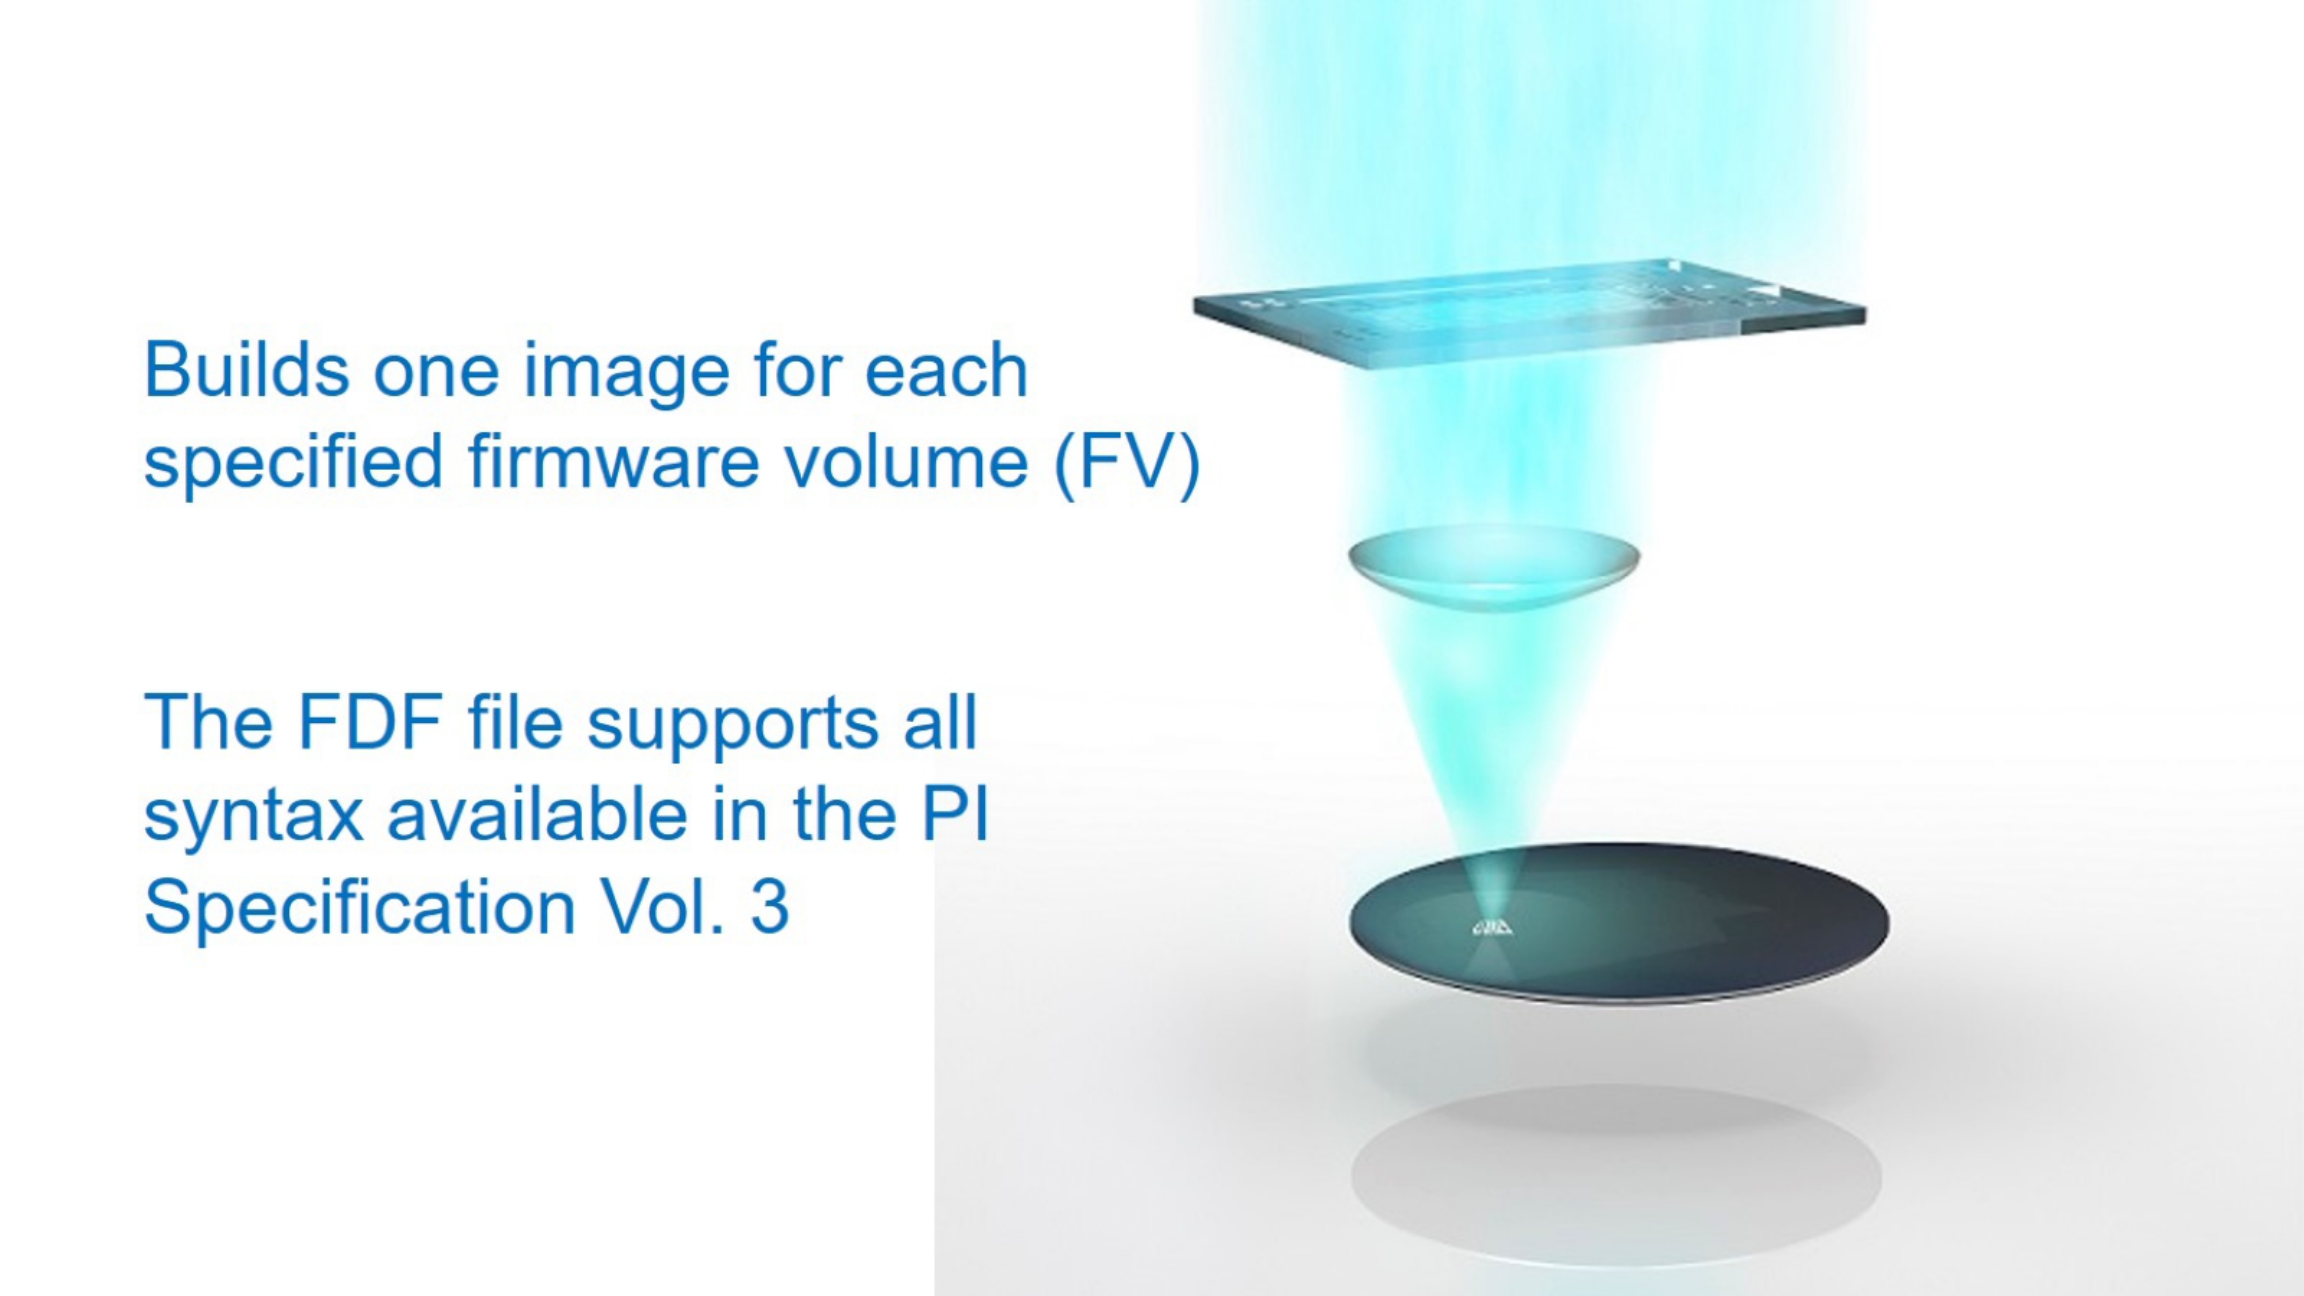 Builds one image for each
specified firmware volume (FV)
The FDF file supports all
syntax available in the PI
Specification Vol. 3